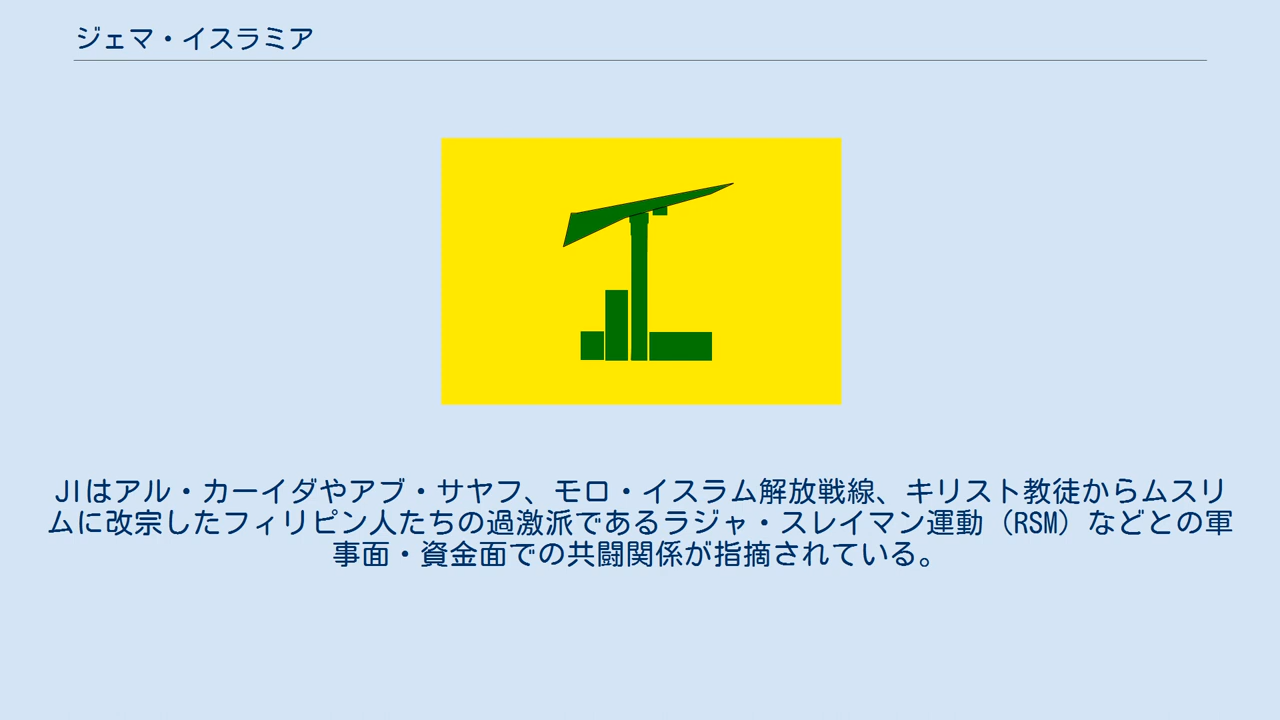 ジェマ・イスラミア
JIはアル・カーイダやアブ・サヤフ、モロ・イスラム解放戦線、キリスト教徒からムスリ
ムに改宗したフィリピン人たちの過激派であるラジャ・スレイマン運動（RSM）などとの軍
事面・資金面での共闘関係が指摘されている。